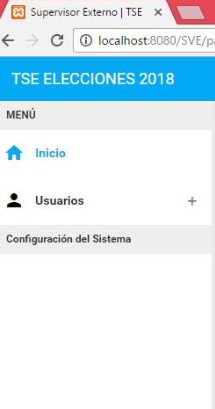 Supervisor Externo | TSE
localhost:8080/SVE/pa
TSE ELECCIONES 2018
MENÚ
Inicio
Usuarios +
Configuración del Sistema